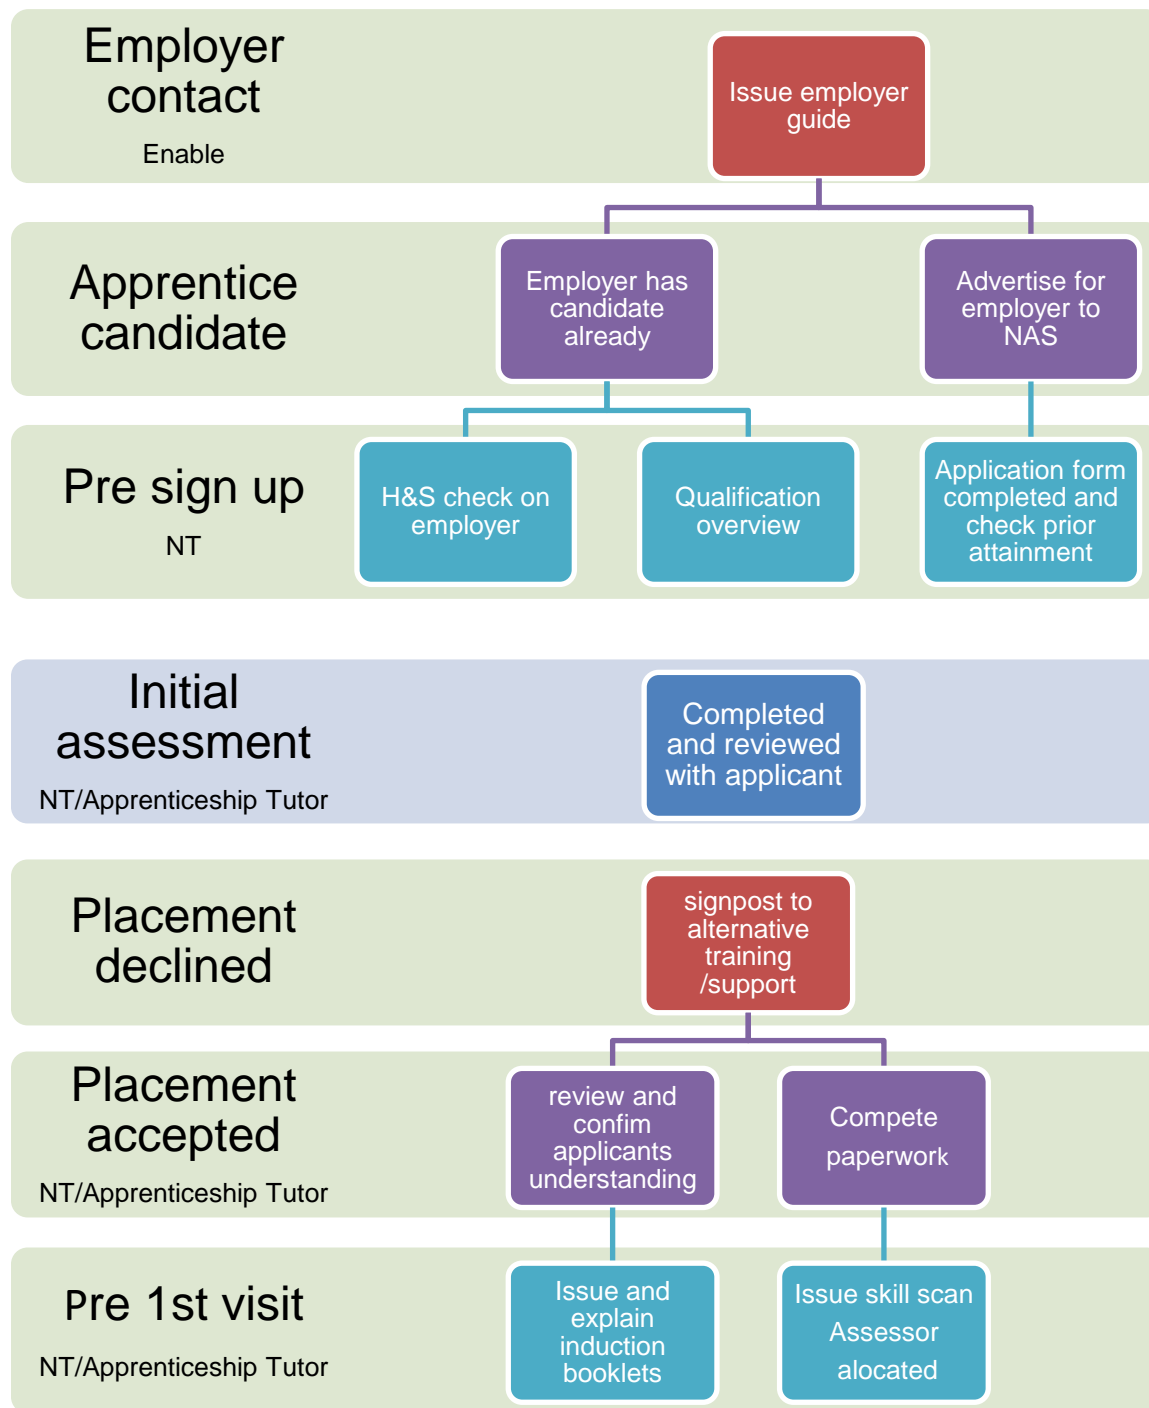 Employer
contact
Enable
Issue employer
guide
Apprentice
candidate
Employer has
candidate
already
Advertise for
employer to
NAS
Pre sign up
NT
H&S check on
employer
Qualification
overview
Application form
completed and
check prior
attainment
Initial
assessment
NT/Apprenticeship Tutor
Completed
and reviewed
with applicant
Placement
declined
signpost to
alternative
training
/support
Placement
accepted
NT/Apprenticeship Tutor
review and
confim
applicants
understanding
Compete
paperwork
Pre 1st visit
NT/Apprenticeship Tutor
Issue and
explain
induction
booklets
Issue skill scan
Assessor
alocated